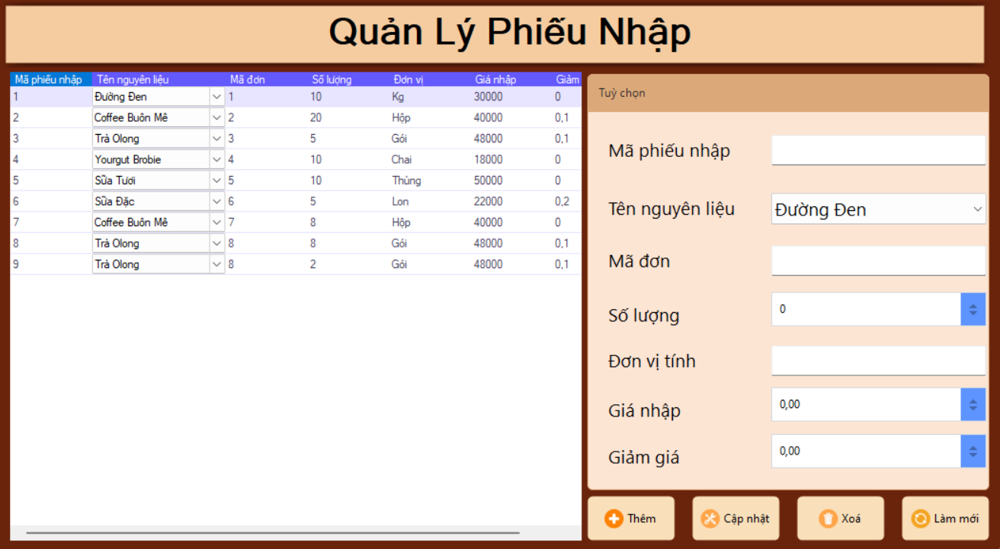 Quản Lý Phiếu Nhập
Mã phiếu nhập Tên nguyên liệu Mã đơn Số lượng Đơn vị Giá nhập Giảm
1 Đường Đen 1 10 Kg 30000 0
2 Coffee Buôn Mê 2 20 Hộp 40000 0,1
3 Trà Olong 3 5 Gói 48000 0,1
4 Yourgut Brobie 4 10 Chai 18000 0
5 Sữa Tươi 5 10 Thùng 50000 0
6 Sữa Đặc 6 5 Lon 22000 0,2
7 Coffee Buôn Mê 7 8 Hộp 40000 0
8 Trà Olong 8 8 Gói 48000 0,1
9 Trà Olong 8 2 Gói 48000 0,1
Tuỳ chọn
Mã phiếu nhập
Tên nguyên liệu Đường Đen
Mã đơn
Số lượng 0
Đơn vị tính
Giá nhập 0,00
Giảm giá 0,00
Thêm Cập nhật Xoá Làm mới